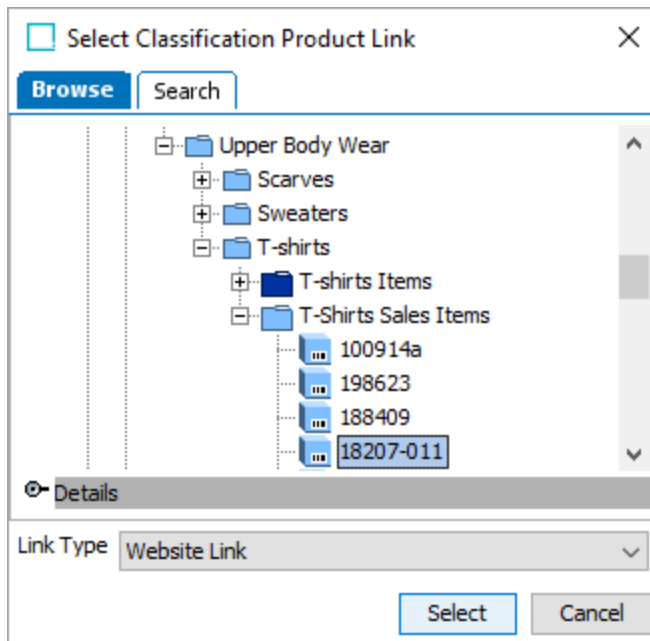 Select Classification Product Link
Browse
Search
Upper Body Wear
Scarves
Sweaters
T-shirts
T-shirts Items
T-Shirts Sales Items
100914a
198623
188409
18207-011
Details
Link Type Website Link
Select Cancel